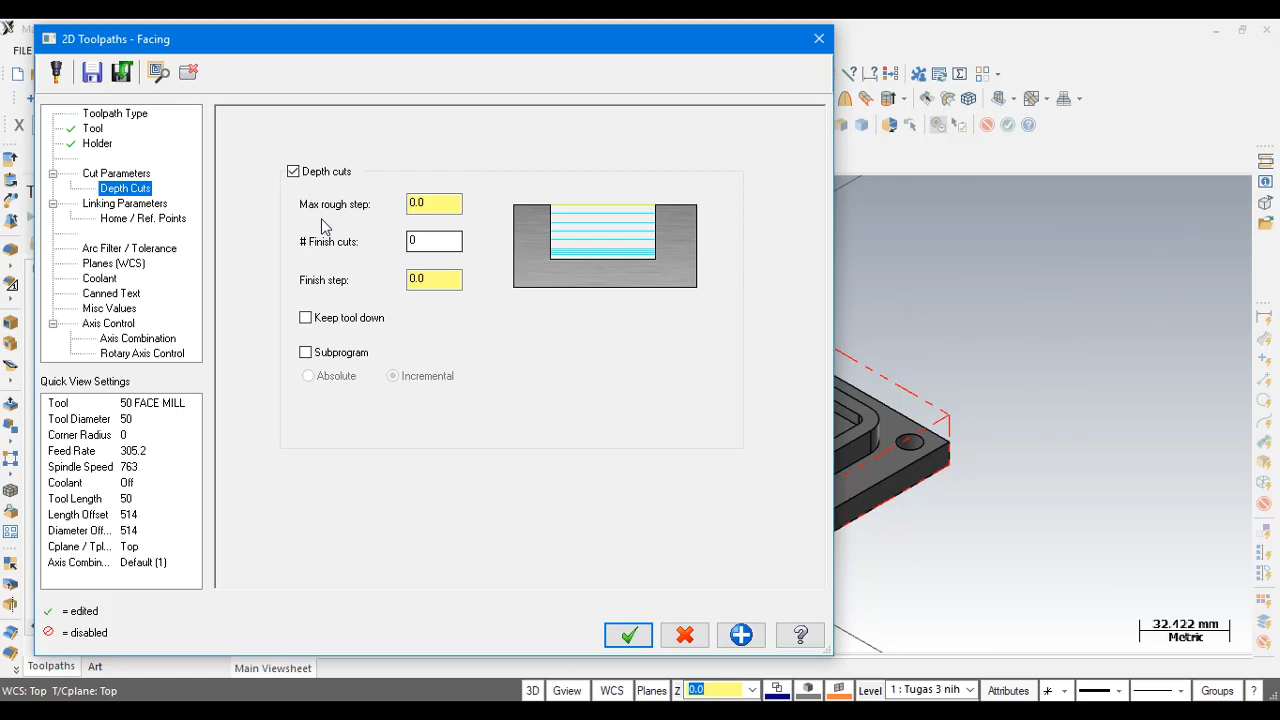 2D Toolpaths - Facing
FILE
Toolpath Type
Tool
Holder
Cut Parameters
Depth Cuts
Linking Parameters
Home / Ref. Points
Arc Filter / Tolerance
Planes (WCS)
Coolant
Canned Text
Misc Values
Axis Control
Axis Combination
Rotary Axis Control
Quick View Settings
Tool 50 FACE MILL
Tool Diameter 50
Corner Radius 0
Feed Rate 305.2
Spindle Speed 763
Coolant Off
Tool Length 50
Length Offset 514
Diameter Off... 514
Cplane / Tpl... Top
Axis Combin... Default (1)
= edited
= disabled
Depth cuts
Max rough step: 0.0
# Finish cuts: 0
Finish step: 0.0
Keep tool down
Subprogram
Absolute Incremental
32.422 mm
Metric
Toolpaths Art Main Viewsheet
WCS: Top T/Cplane: Top 3D Gview WCS Planes Z 0.0 Level 1 : Tugas 3 nih Attributes Groups ?